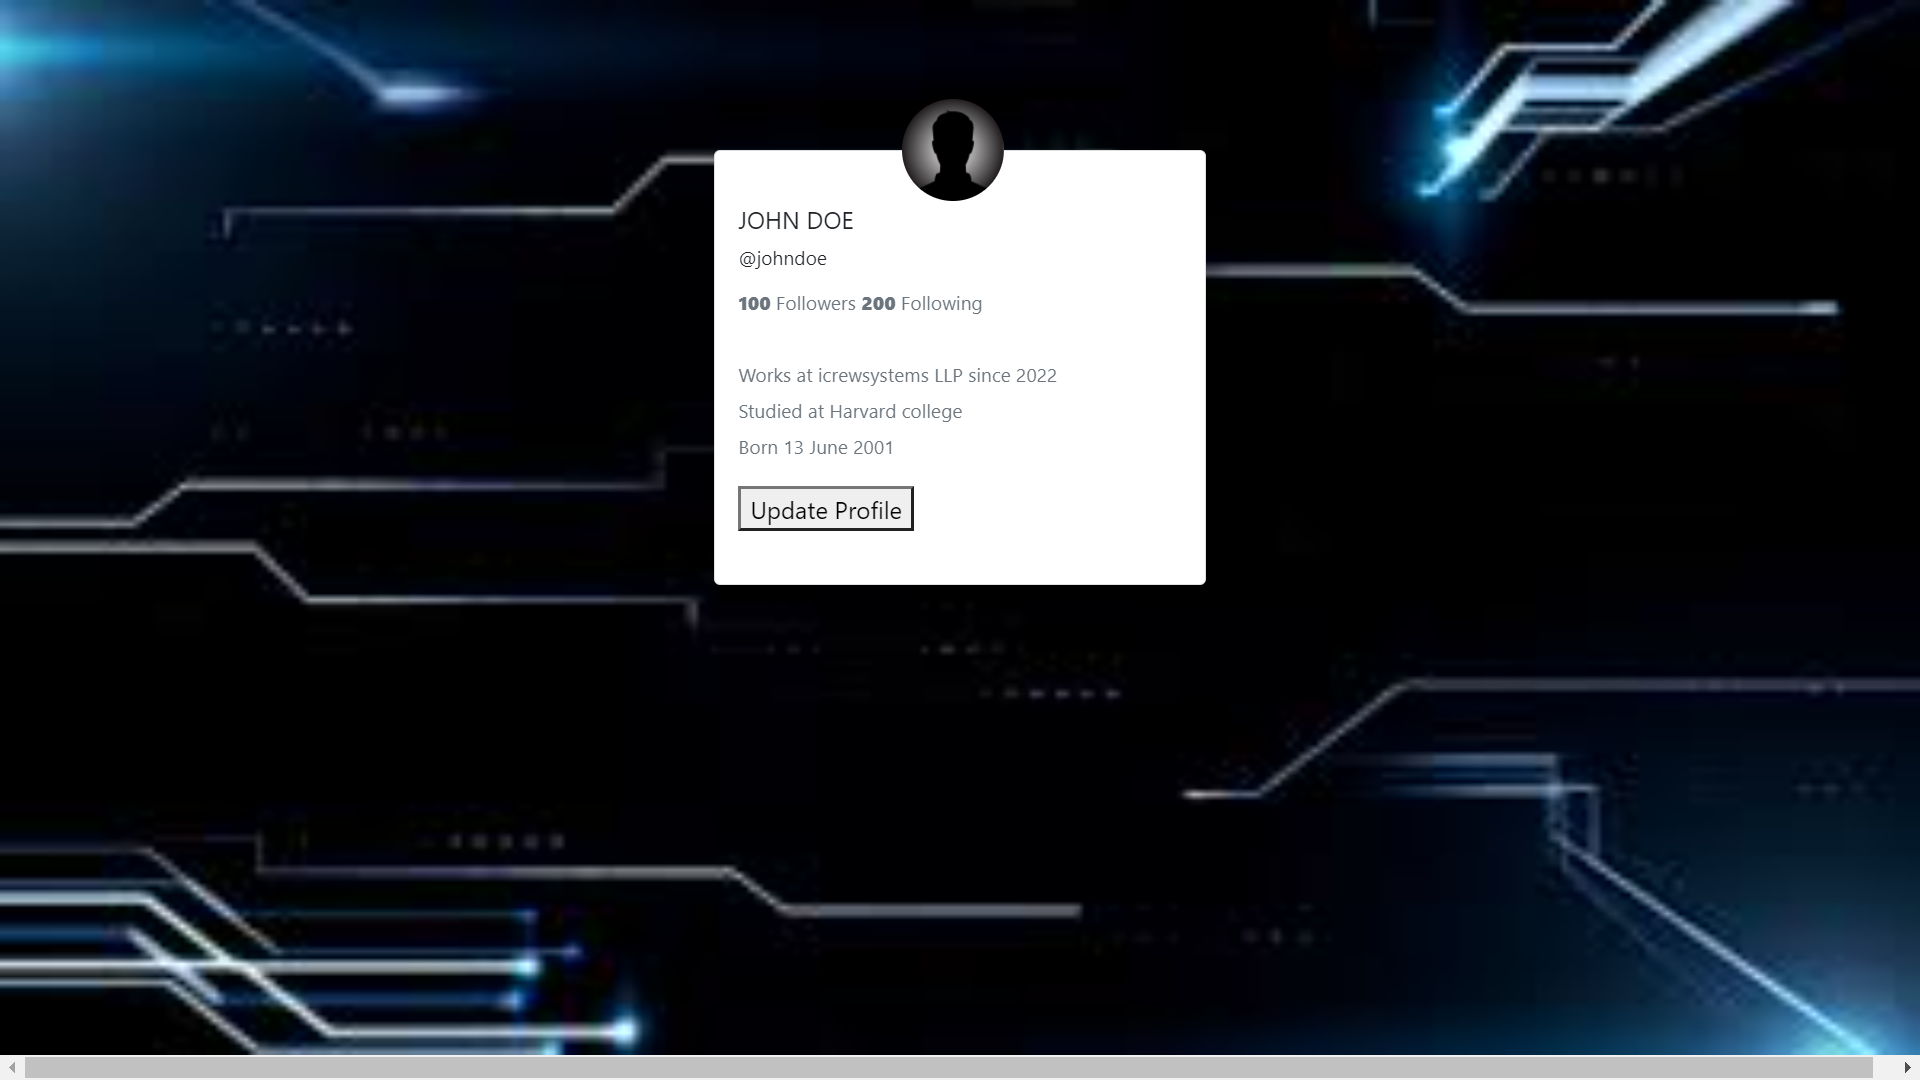 JOHN DOE
@johndoe
100 Followers 200 Following
Works at icrewsystems LLP since 2022
Studied at Harvard college
Born 13 June 2001
Update Profile